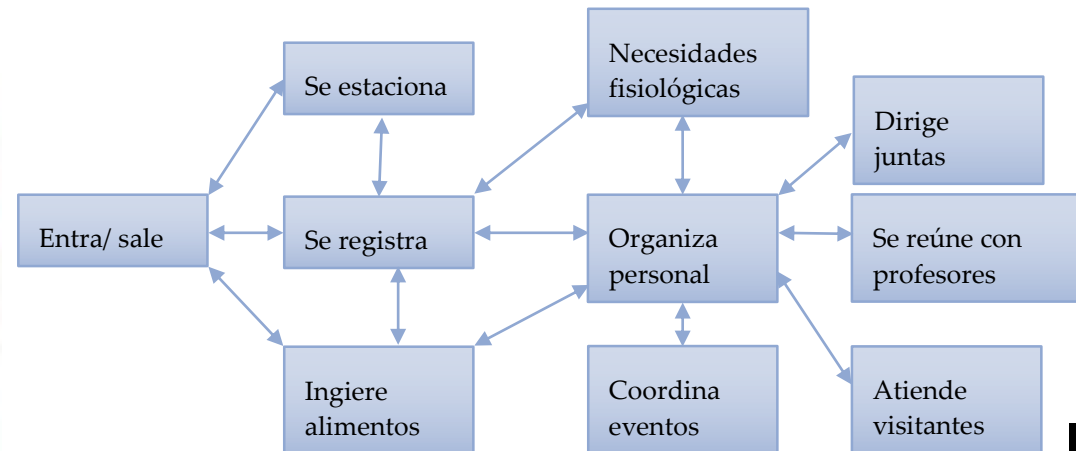 Se estaciona
Necesidades
fisiológicas
Dirige
juntas
Entra/ sale
Se registra
Organiza
personal
Se reúne con
profesores
Ingiere
alimentos
Coordina
eventos
Atiende
visitantes